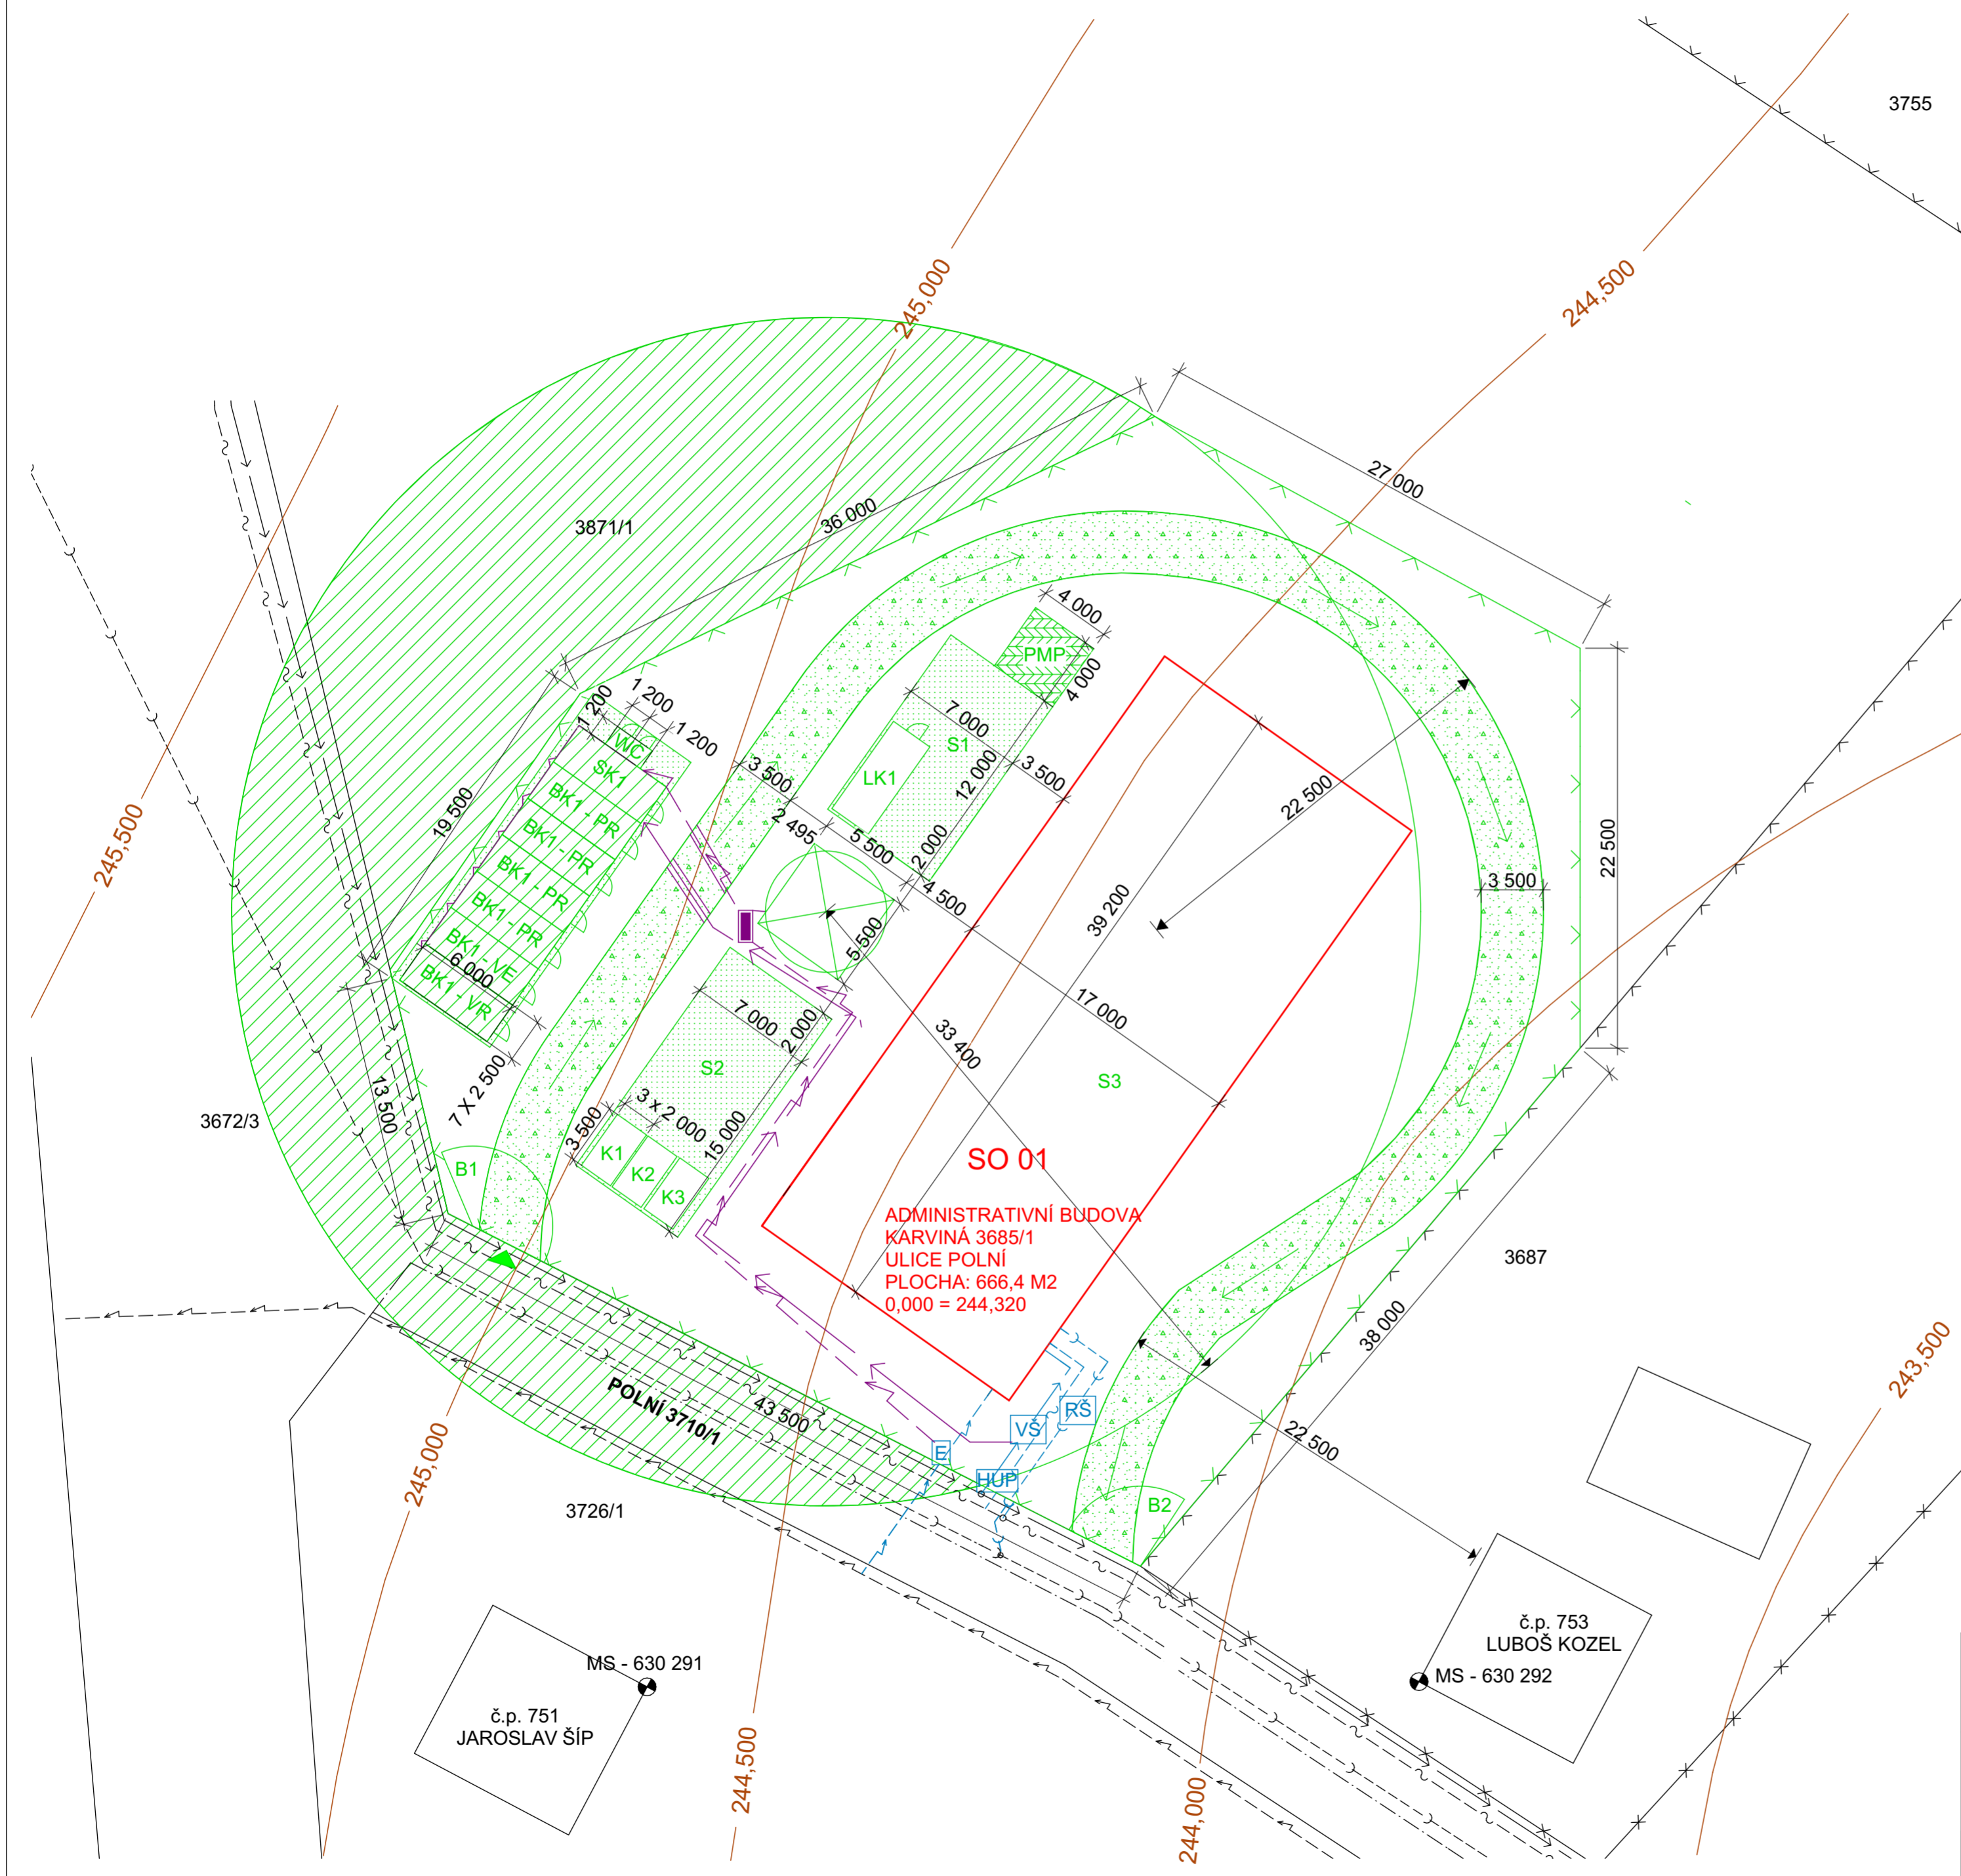 3755
245,000
244,500
27 000
36 000
3871/1
4 000
PMP
4 000
1 200
1 200
1 200
WC
SK1
BK1 - PR
BK1 - PR
BK1 - PR
BK1 - PR
BK1 - VE
BK1 - VR
6 000
7 X 2 500
19 500
13 500
245,500
3 500
2 495
5 500
2 000
4 500
7 000
S1
LK1
12 000
3 500
22 500
3 500
22 500
39 200
17 000
33 400
5 500
7 000
2 000
S2
3 x 2 000
3 500
15 000
K1
K2
K3
S3
3672/3
B1
SO 01
ADMINISTRATIVNÍ BUDOVA
KARVINÁ 3685/1
ULICE POLNÍ
PLOCHA: 666,4 M2
0,000 = 244,320
3687
38 000
243,500
POLNÍ 3710/1
43 500
RŠ
VŠ
E
HUP
22 500
B2
245,000
3726/1
č.p. 753
LUBOŠ KOZEL
MS - 630 292
MS - 630 291
č.p. 751
JAROSLAV ŠÍP
244,500
244,000